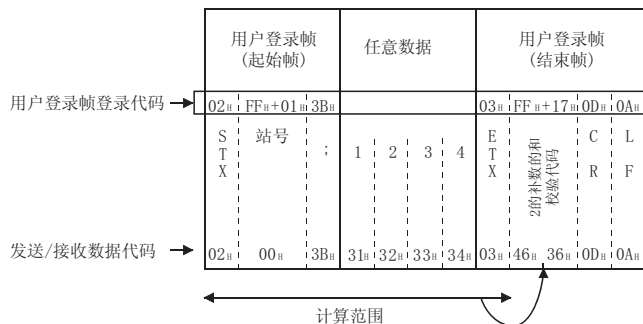 用户登录帧
(起始帧)
任意数据
用户登录帧
(结束帧)
用户登录帧登录代码
02H FFH+01H 3BH 03H FFH+17H 0DH 0AH
STX
站号
;
1 2 3 4
ETX
2的补数的和
校验代码
CR
LF
发送/接收数据代码
02H 00H 3BH 31H 32H 33H 34H 03H 46H 36H 0DH 0AH
计算范围